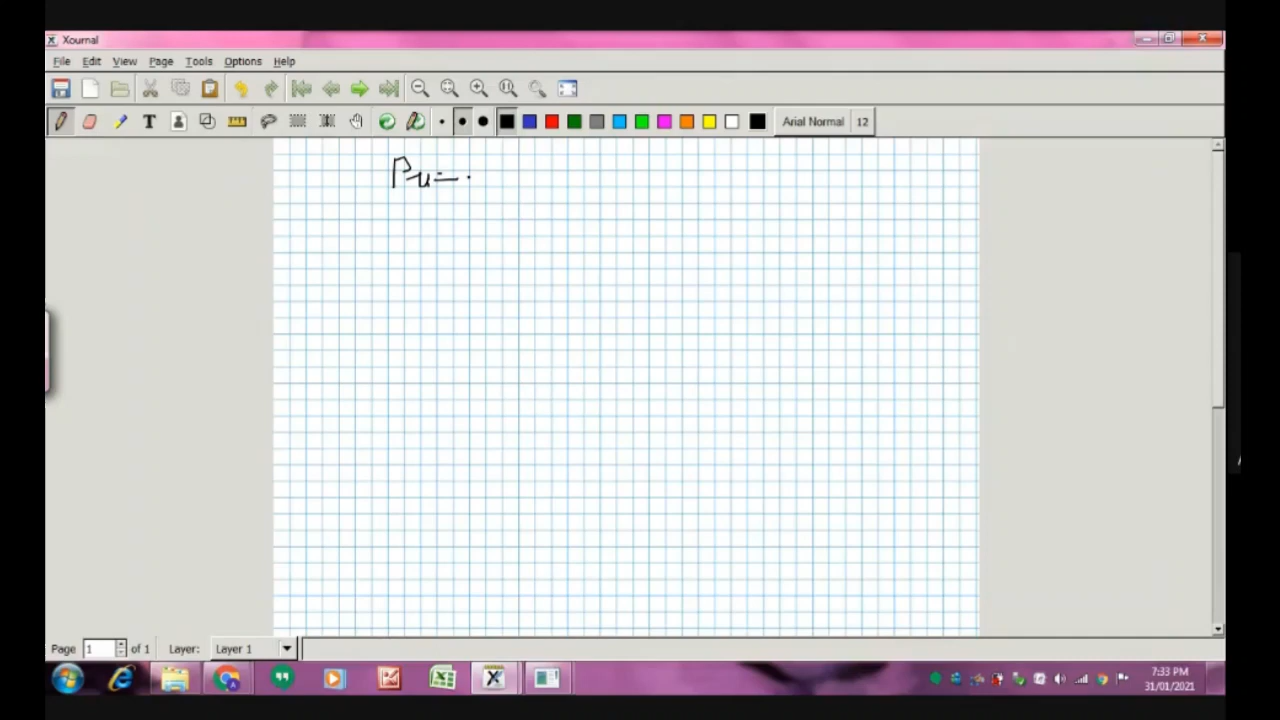 Xournal
File Edit View Page Tools Options Help
T Arial Normal 12
Pu= .
Page 1 of 1 Layer: Layer 1
7:33 PM
31/01/2021